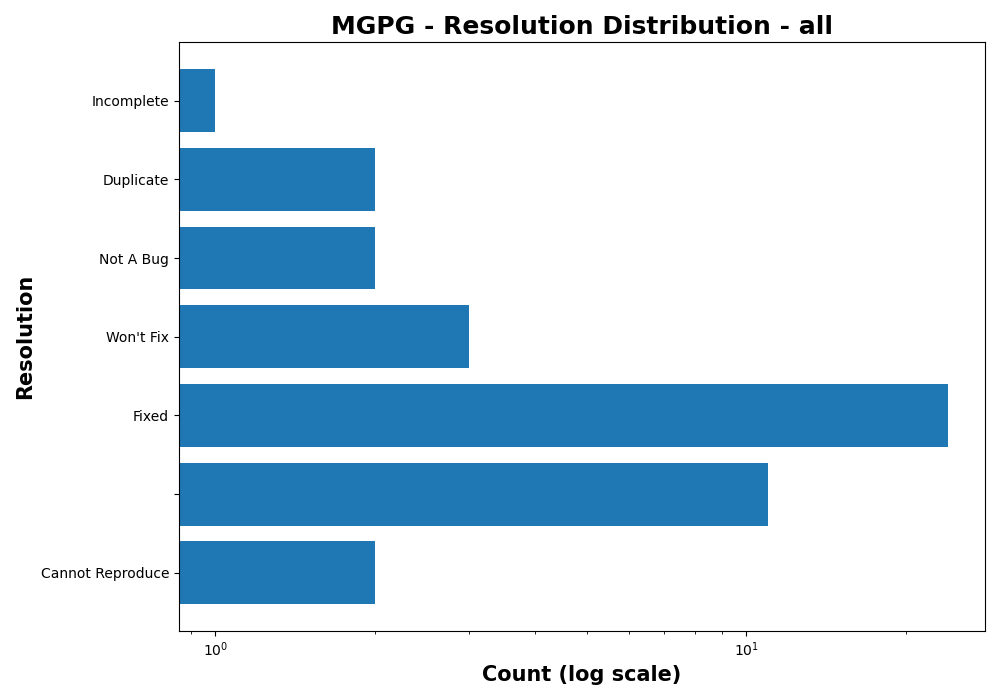 MGPG - Resolution Distribution - all
Resolution
Incomplete
Duplicate
Not A Bug
Won't Fix
Fixed
Cannot Reproduce
10⁰
10¹
Count (log scale)